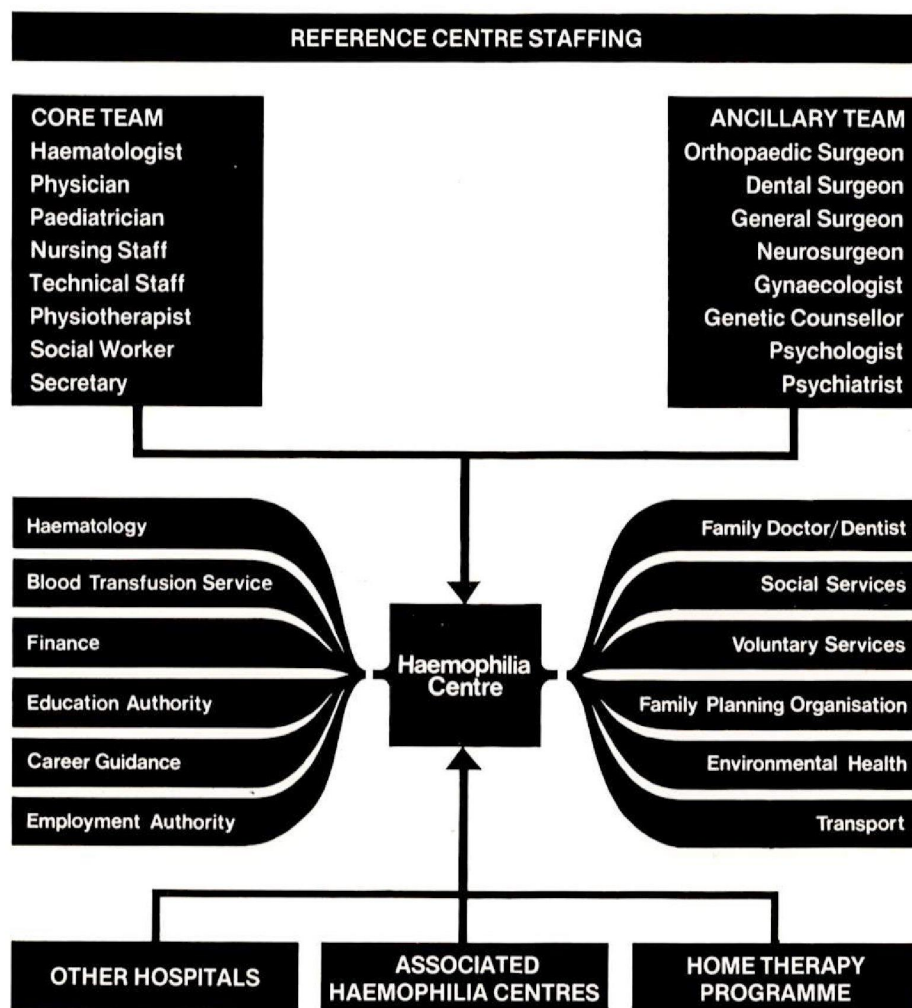 REFERENCE CENTRE STAFFING
CORE TEAM
Haematologist
Physician
Paediatrician
Nursing Staff
Technical Staff
Physiotherapist
Social Worker
Secretary
ANCILLARY TEAM
Orthopaedic Surgeon
Dental Surgeon
General Surgeon
Neurosurgeon
Gynaecologist
Genetic Counsellor
Psychologist
Psychiatrist
Haematology
Blood Transfusion Service
Finance
Education Authority
Career Guidance
Employment Authority
Haemophilia
Centre
Family Doctor/Dentist
Social Services
Voluntary Services
Family Planning Organisation
Environmental Health
Transport
OTHER HOSPITALS
ASSOCIATED
HAEMOPHILIA CENTRES
HOME THERAPY
PROGRAMME